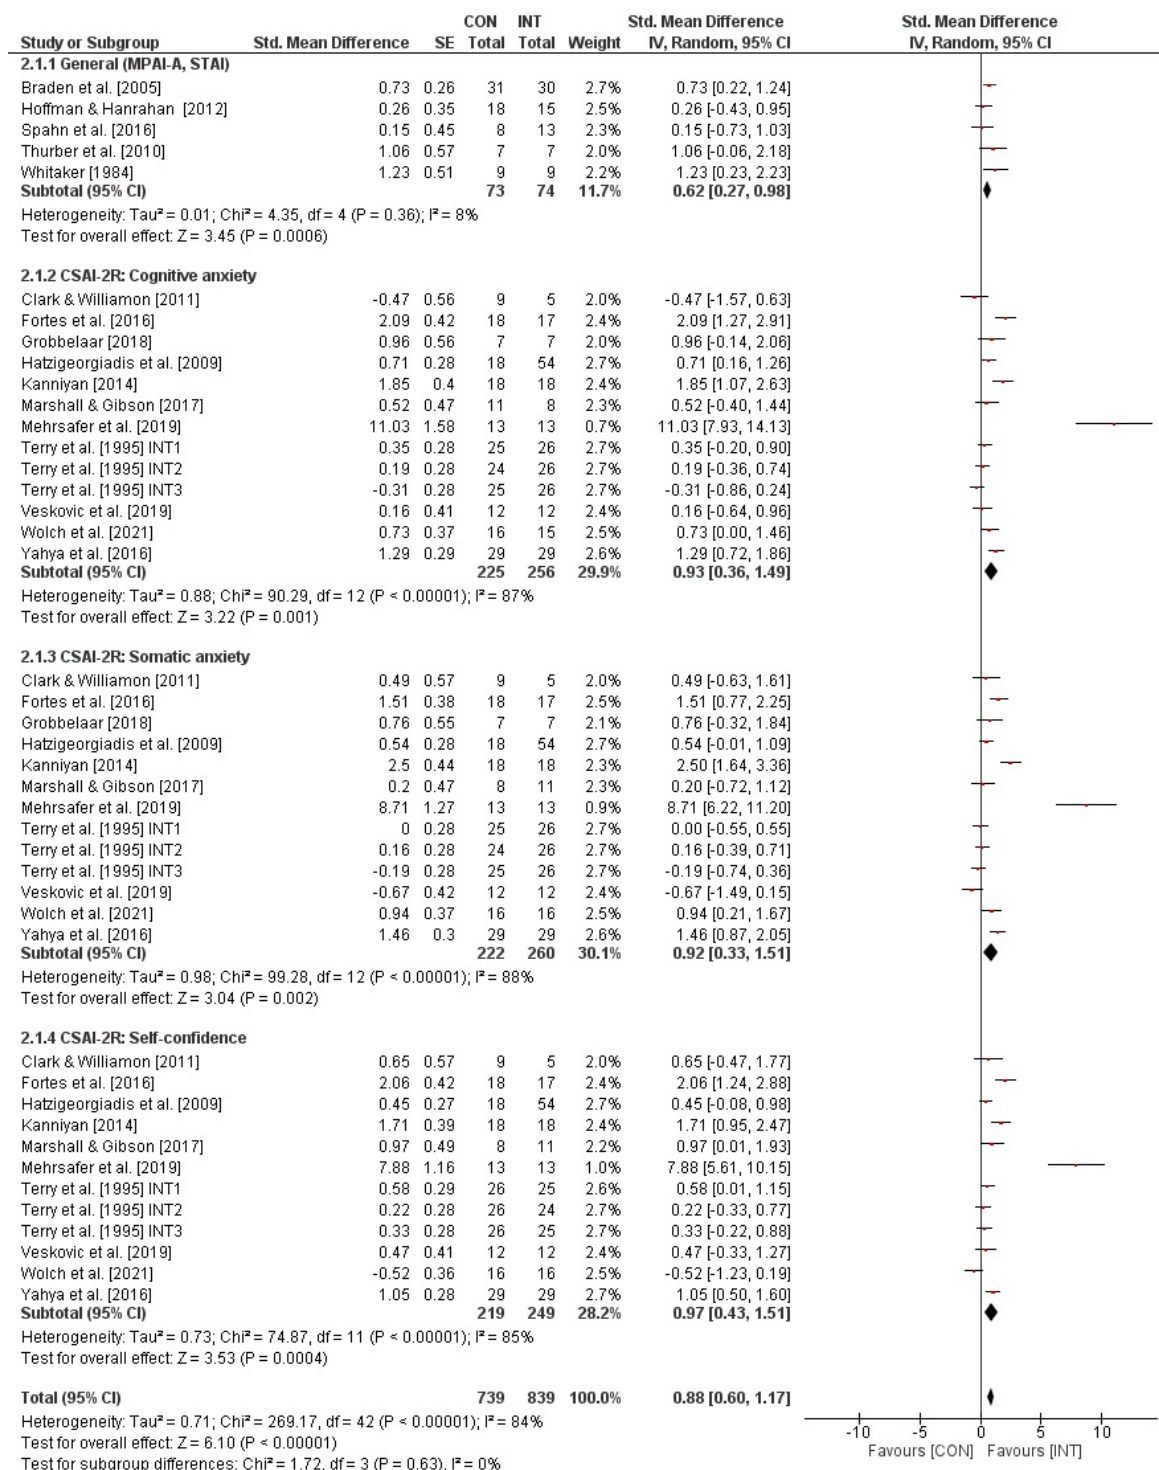 CON INT Std. Mean Difference Std. Mean Difference
Study or Subgroup Std. Mean Difference SE Total Total Weight IV, Random, 95% CI IV, Random, 95% CI
2.1.1 General (MPAI-A, STAI)
Braden et al. [2005] 0.73 0.26 31 30 2.7% 0.73 [0.22, 1.24]
Hoffman & Hanrahan [2012] 0.26 0.35 18 15 2.5% 0.26 [-0.43, 0.95]
Spahn et al. [2016] 0.15 0.45 8 13 2.3% 0.15 [-0.73, 1.03]
Thurber et al. [2010] 1.06 0.57 7 7 2.0% 1.06 [-0.06, 2.18]
Whitaker [1984] 1.23 0.51 9 9 2.2% 1.23 [0.23, 2.23]
Subtotal (95% CI) 73 74 11.7% 0.62 [0.27, 0.98]
Heterogeneity: Tau² = 0.01; Chi² = 4.35, df = 4 (P = 0.36); I² = 8%
Test for overall effect: Z = 3.45 (P = 0.0006)
2.1.2 CSAI-2R: Cognitive anxiety
Clark & Williamon [2011] -0.47 0.56 9 5 2.0% -0.47 [-1.57, 0.63]
Fortes et al. [2016] 2.09 0.42 18 17 2.4% 2.09 [1.27, 2.91]
Grobbelaar [2018] 0.96 0.56 7 7 2.0% 0.96 [-0.14, 2.06]
Hatzigeorgiadis et al. [2009] 0.71 0.28 18 54 2.7% 0.71 [0.16, 1.26]
Kanniyan [2014] 1.85 0.4 18 18 2.4% 1.85 [1.07, 2.63]
Marshall & Gibson [2017] 0.52 0.47 11 8 2.3% 0.52 [-0.40, 1.44]
Mehrsafer et al. [2019] 11.03 1.58 13 13 0.7% 11.03 [7.93, 14.13]
Terry et al. [1995] INT1 0.35 0.28 25 26 2.7% 0.35 [-0.20, 0.90]
Terry et al. [1995] INT2 0.19 0.28 24 26 2.7% 0.19 [-0.36, 0.74]
Terry et al. [1995] INT3 -0.31 0.28 25 26 2.7% -0.31 [-0.86, 0.24]
Veskovic et al. [2019] 0.16 0.41 12 12 2.4% 0.16 [-0.64, 0.96]
Wolch et al. [2021] 0.73 0.37 16 15 2.5% 0.73 [0.00, 1.46]
Yahya et al. [2016] 1.29 0.29 29 29 2.6% 1.29 [0.72, 1.86]
Subtotal (95% CI) 225 256 29.9% 0.93 [0.36, 1.49]
Heterogeneity: Tau² = 0.88; Chi² = 90.29, df = 12 (P < 0.00001); I² = 87%
Test for overall effect: Z = 3.22 (P = 0.001)
2.1.3 CSAI-2R: Somatic anxiety
Clark & Williamon [2011] 0.49 0.57 9 5 2.0% 0.49 [-0.63, 1.61]
Fortes et al. [2016] 1.51 0.38 18 17 2.5% 1.51 [0.77, 2.25]
Grobbelaar [2018] 0.76 0.55 7 7 2.1% 0.76 [-0.32, 1.84]
Hatzigeorgiadis et al. [2009] 0.54 0.28 18 54 2.7% 0.54 [-0.01, 1.09]
Kanniyan [2014] 2.5 0.44 18 18 2.3% 2.50 [1.64, 3.36]
Marshall & Gibson [2017] 0.2 0.47 8 11 2.3% 0.20 [-0.72, 1.12]
Mehrsafer et al. [2019] 8.71 1.27 13 13 0.9% 8.71 [6.22, 11.20]
Terry et al. [1995] INT1 0 0.28 25 26 2.7% 0.00 [-0.55, 0.55]
Terry et al. [1995] INT2 0.16 0.28 24 26 2.7% 0.16 [-0.39, 0.71]
Terry et al. [1995] INT3 -0.19 0.28 25 26 2.7% -0.19 [-0.74, 0.36]
Veskovic et al. [2019] -0.67 0.42 12 12 2.4% -0.67 [-1.49, 0.15]
Wolch et al. [2021] 0.94 0.37 16 16 2.5% 0.94 [0.21, 1.67]
Yahya et al. [2016] 1.46 0.3 29 29 2.6% 1.46 [0.87, 2.05]
Subtotal (95% CI) 222 260 30.1% 0.92 [0.33, 1.51]
Heterogeneity: Tau² = 0.98; Chi² = 99.28, df = 12 (P < 0.00001); I² = 88%
Test for overall effect: Z = 3.04 (P = 0.002)
2.1.4 CSAI-2R: Self-confidence
Clark & Williamon [2011] 0.65 0.57 9 5 2.0% 0.65 [-0.47, 1.77]
Fortes et al. [2016] 2.06 0.42 18 17 2.4% 2.06 [1.24, 2.88]
Hatzigeorgiadis et al. [2009] 0.45 0.27 18 54 2.7% 0.45 [-0.08, 0.98]
Kanniyan [2014] 1.71 0.39 18 18 2.4% 1.71 [0.95, 2.47]
Marshall & Gibson [2017] 0.97 0.49 8 11 2.2% 0.97 [0.01, 1.93]
Mehrsafer et al. [2019] 7.88 1.16 13 13 1.0% 7.88 [5.61, 10.15]
Terry et al. [1995] INT1 0.58 0.29 26 25 2.6% 0.58 [0.01, 1.15]
Terry et al. [1995] INT2 0.22 0.28 26 24 2.7% 0.22 [-0.33, 0.77]
Terry et al. [1995] INT3 0.33 0.28 26 25 2.7% 0.33 [-0.22, 0.88]
Veskovic et al. [2019] 0.47 0.41 12 12 2.4% 0.47 [-0.33, 1.27]
Wolch et al. [2021] -0.52 0.36 16 16 2.5% -0.52 [-1.23, 0.19]
Yahya et al. [2016] 1.05 0.28 29 29 2.7% 1.05 [0.50, 1.60]
Subtotal (95% CI) 219 249 28.2% 0.97 [0.43, 1.51]
Heterogeneity: Tau² = 0.73; Chi² = 74.87, df = 11 (P < 0.00001); I² = 85%
Test for overall effect: Z = 3.53 (P = 0.0004)
Total (95% CI) 739 839 100.0% 0.88 [0.60, 1.17]
Heterogeneity: Tau² = 0.71; Chi² = 269.17, df = 42 (P < 0.00001); I² = 84%
Test for overall effect: Z = 6.10 (P < 0.00001)
Test for subgroup differences: Chi² = 1.72, df = 3 (P = 0.63), I² = 0%
-10 -5 0 5 10
Favours [CON] Favours [INT]